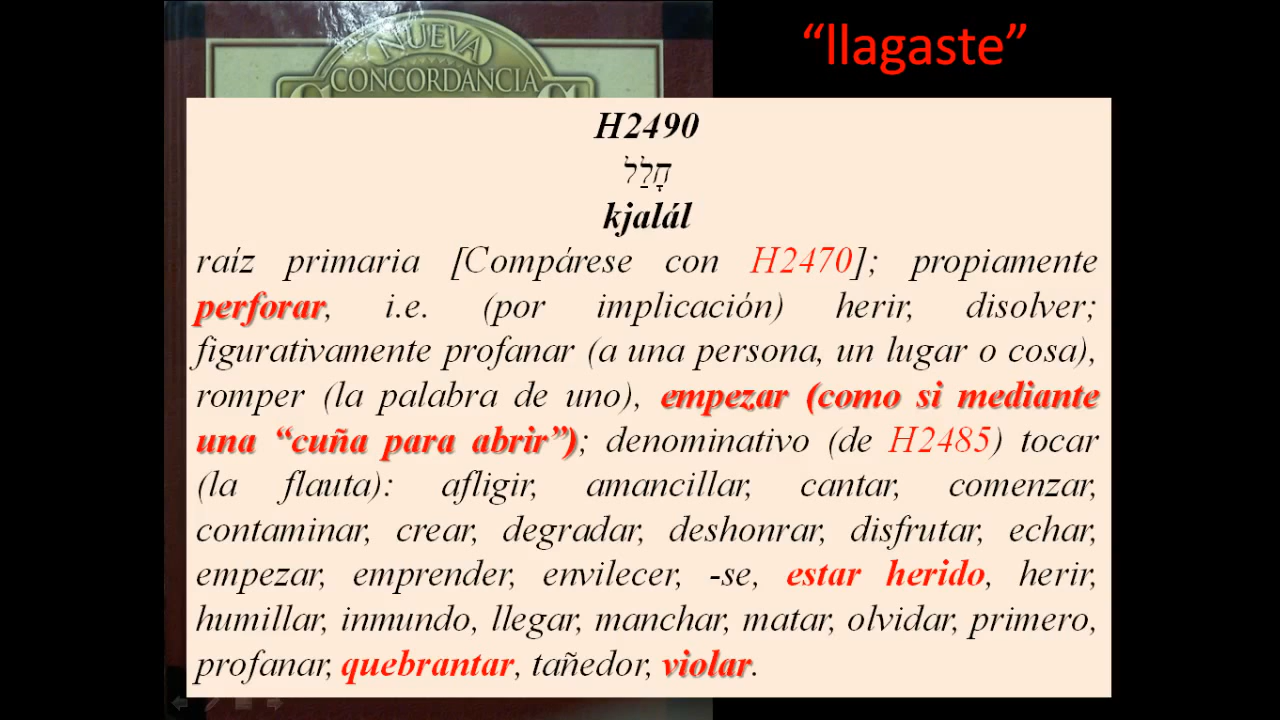 “llagaste”
NUEVA
CONCORDANCIA
H2490
חָלַל
kjalál
raíz primaria [Compárese con H2470]; propiamente
perforar, i.e. (por implicación) herir, disolver;
figurativamente profanar (a una persona, un lugar o cosa),
romper (la palabra de uno), empezar (como si mediante
una “cuña para abrir”); denominativo (de H2485) tocar
(la flauta): afligir, amancillar, cantar, comenzar,
contaminar, crear, degradar, deshonrar, disfrutar, echar,
empezar, emprender, envilecer, -se, estar herido, herir,
humillar, inmundo, llegar, manchar, matar, olvidar, primero,
profanar, quebrantar, tañedor, violar.